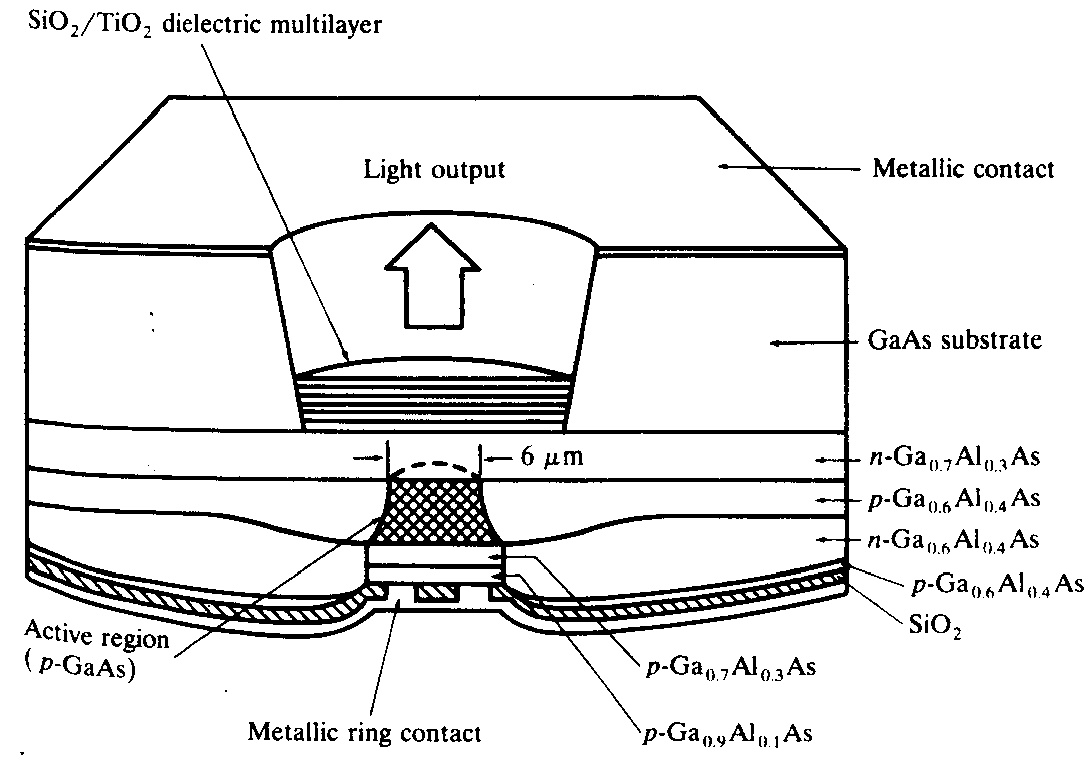 SiO₂/TiO₂ dielectric multilayer
Light output
Metallic contact
GaAs substrate
6 μm
n-Ga₀.₇Al₀.₃As
p-Ga₀.₆Al₀.₄As
n-Ga₀.₆Al₀.₄As
p-Ga₀.₆Al₀.₄As
SiO₂
Active region
(p-GaAs)
p-Ga₀.₇Al₀.₃As
Metallic ring contact
p-Ga₀.₉Al₀.₁As